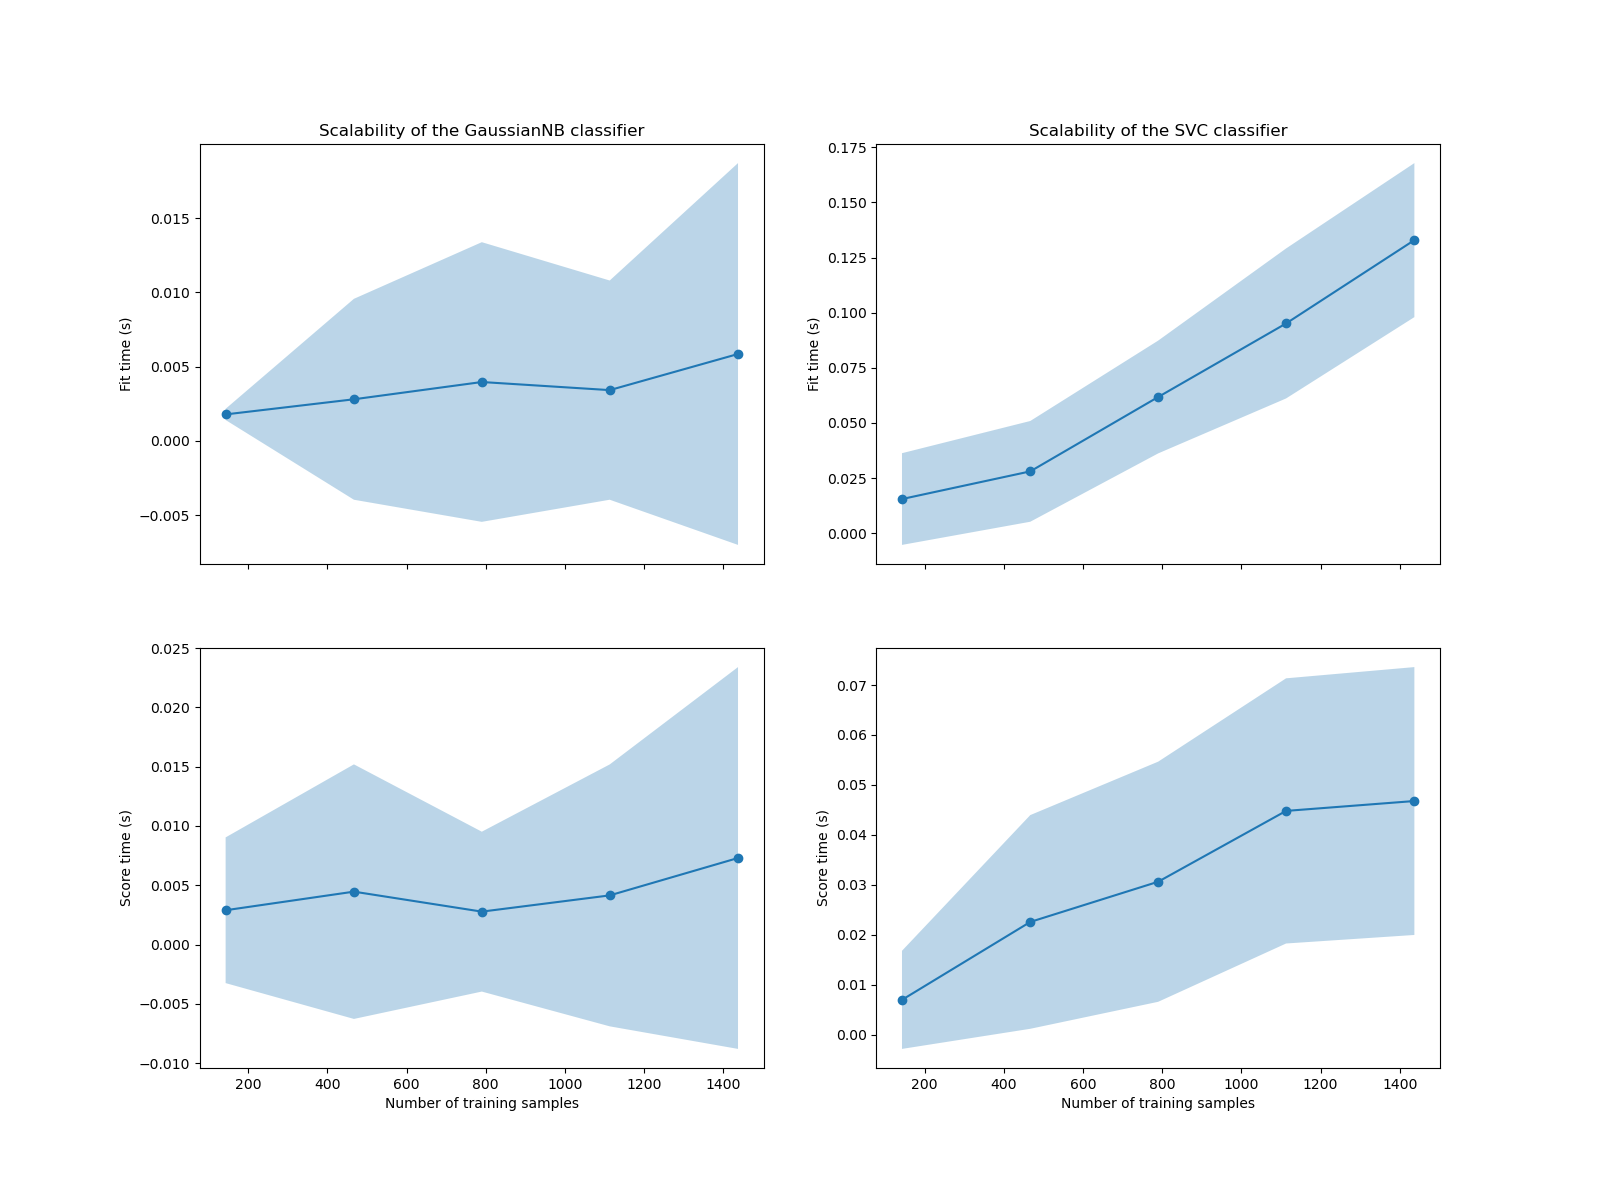 Scalability of the GaussianNB classifier
Fit time (s)
0.015
0.010
0.005
0.000
−0.005
Scalability of the SVC classifier
Fit time (s)
0.175
0.150
0.125
0.100
0.075
0.050
0.025
0.000
Score time (s)
0.025
0.020
0.015
0.010
0.005
0.000
−0.005
−0.010
200 400 600 800 1000 1200 1400
Number of training samples
Score time (s)
0.07
0.06
0.05
0.04
0.03
0.02
0.01
0.00
200 400 600 800 1000 1200 1400
Number of training samples